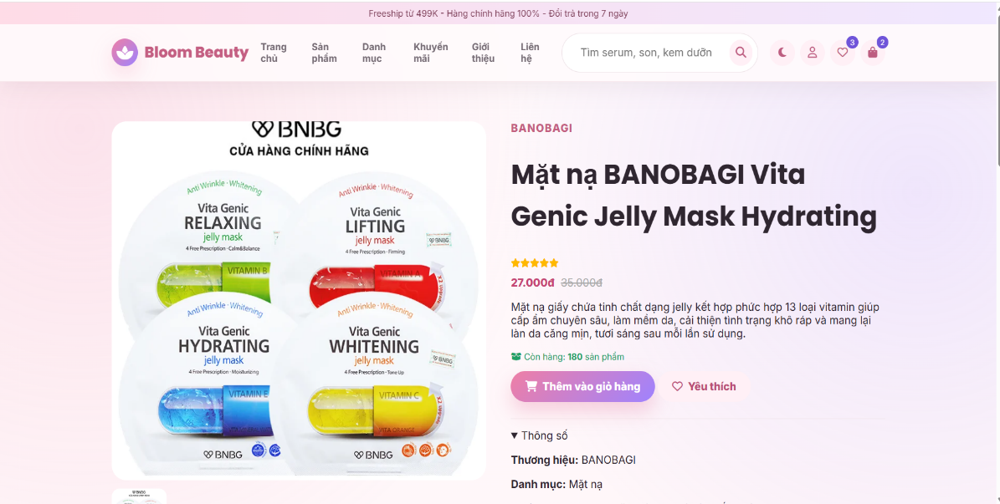 Freeship từ 499K - Hàng chính hãng 100% - Đổi trả trong 7 ngày
Bloom Beauty
Trang chủ
Sản phẩm
Danh mục
Khuyến mãi
Giới thiệu
Liên hệ
Tìm serum, son, kem dưỡn
3
2
BNBG
CỬA HÀNG CHÍNH HÃNG
Anti Wrinkle · Whitening
Vita Genic
RELAXING
jelly mask
4 Free Prescription · Calm&Balance
VITAMIN B
Anti Wrinkle · Whitening
Vita Genic
LIFTING
jelly mask
4 Free Prescription · Firming
BNBG
VITAMIN A
Anti Wrinkle · Whitening
Vita Genic
HYDRATING
jelly mask
4 Free Prescription · Moisturizing
VITAMIN E
BNBG
Anti Wrinkle · Whitening
Vita Genic
WHITENING
jelly mask
4 Free Prescription · Tone Up
BNBG
VITAMIN C
VITA ORANGE
BNBG
BANOBAGI
Mặt nạ BANOBAGI Vita
Genic Jelly Mask Hydrating
27.000đ 35.000đ
Mặt nạ giấy chứa tinh chất dạng jelly kết hợp phức hợp 13 loại vitamin giúp
cấp ẩm chuyên sâu, làm mềm da, cải thiện tình trạng khô ráp và mang lại
làn da căng mịn, tươi sáng sau mỗi lần sử dụng.
Còn hàng: 180 sản phẩm
Thêm vào giỏ hàng
Yêu thích
▼ Thông số
Thương hiệu: BANOBAGI
Danh mục: Mặt nạ